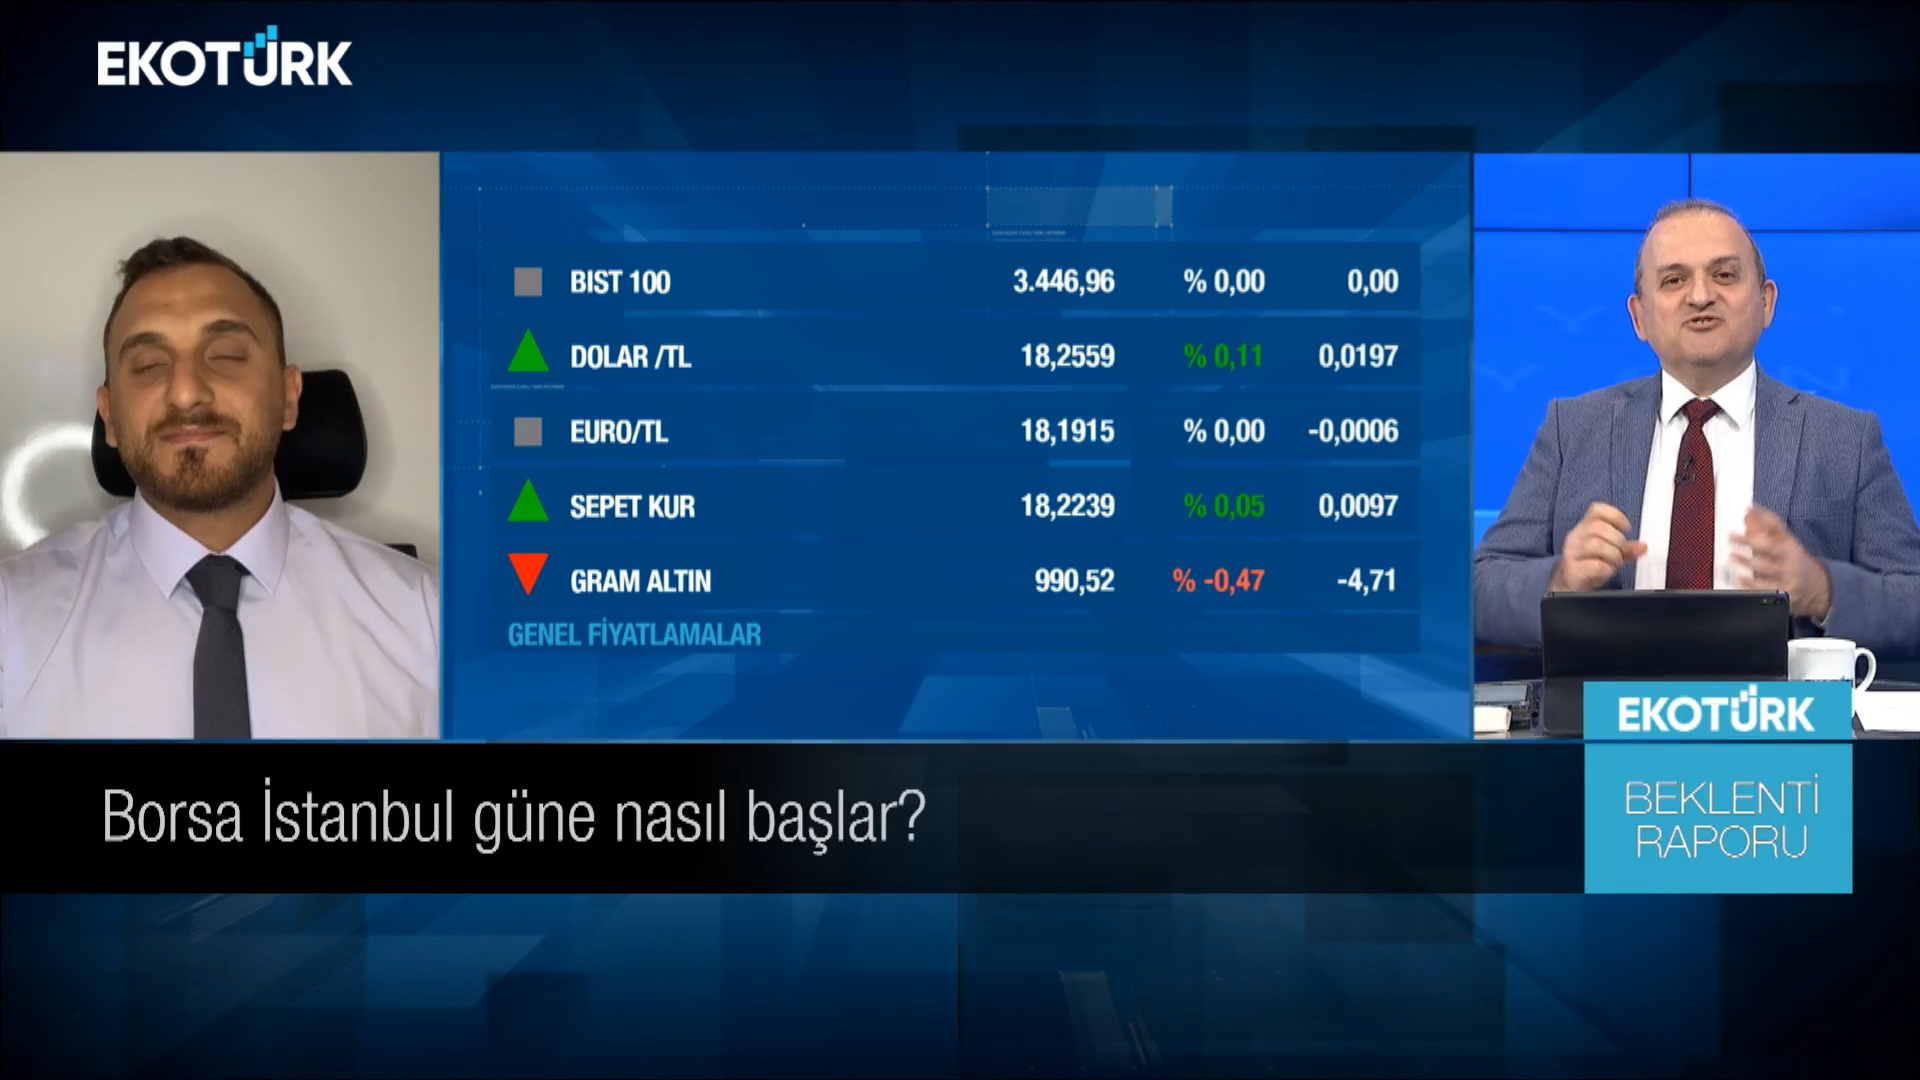 EKOTÜRK
BIST 100 3.446,96 % 0,00 0,00
DOLAR /TL 18,2559 % 0,11 0,0197
EURO/TL 18,1915 % 0,00 -0,0006
SEPET KUR 18,2239 % 0,05 0,0097
GRAM ALTIN 990,52 % -0,47 -4,71
GENEL FİYATLAMALAR
EKOTÜRK
Borsa İstanbul güne nasıl başlar?
BEKLENTİ
RAPORU